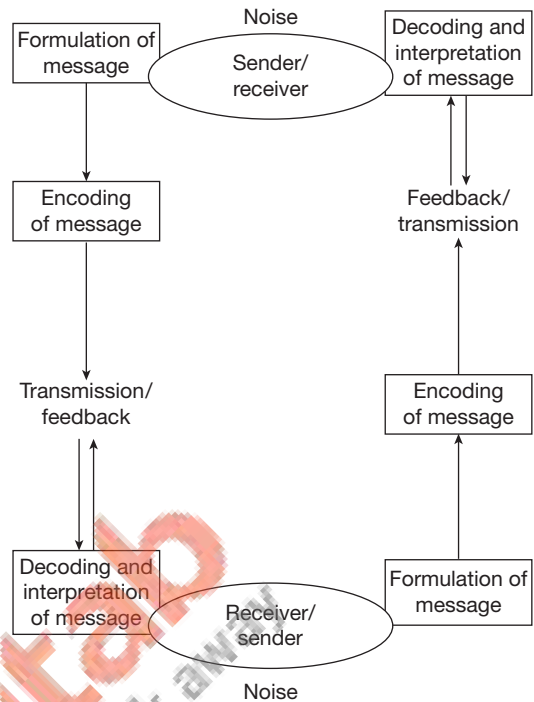 Noise
Formulation of
message
Sender/
receiver
Decoding and
interpretation
of message
Encoding
of message
Feedback/
transmission
Transmission/
feedback
Encoding
of message
Decoding and
interpretation
of message
Receiver/
sender
Formulation of
message
Noise